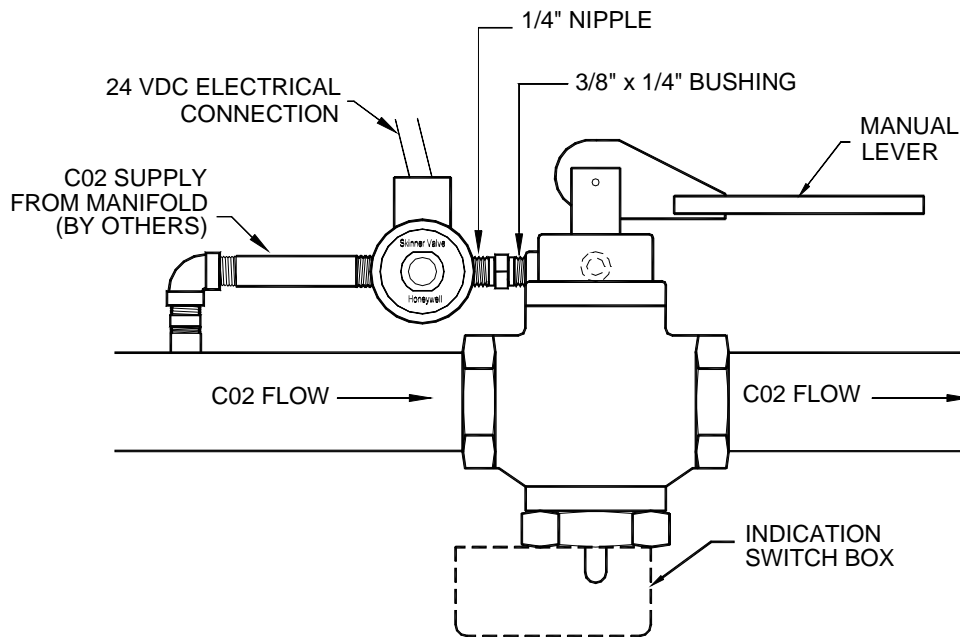 1/4" NIPPLE
3/8" x 1/4" BUSHING
24 VDC ELECTRICAL
CONNECTION
MANUAL
LEVER
C02 SUPPLY
FROM MANIFOLD
(BY OTHERS)
Skinner Valve
Honeywell
C02 FLOW
C02 FLOW
INDICATION
SWITCH BOX